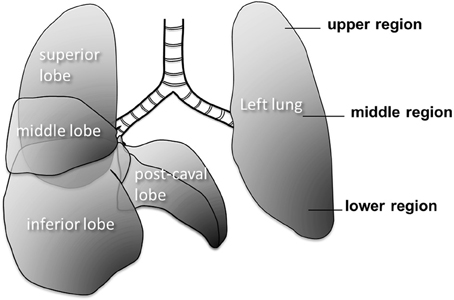 superior
lobe
middle lobe
inferior lobe
post-caval
lobe
Left lung
upper region
middle region
lower region